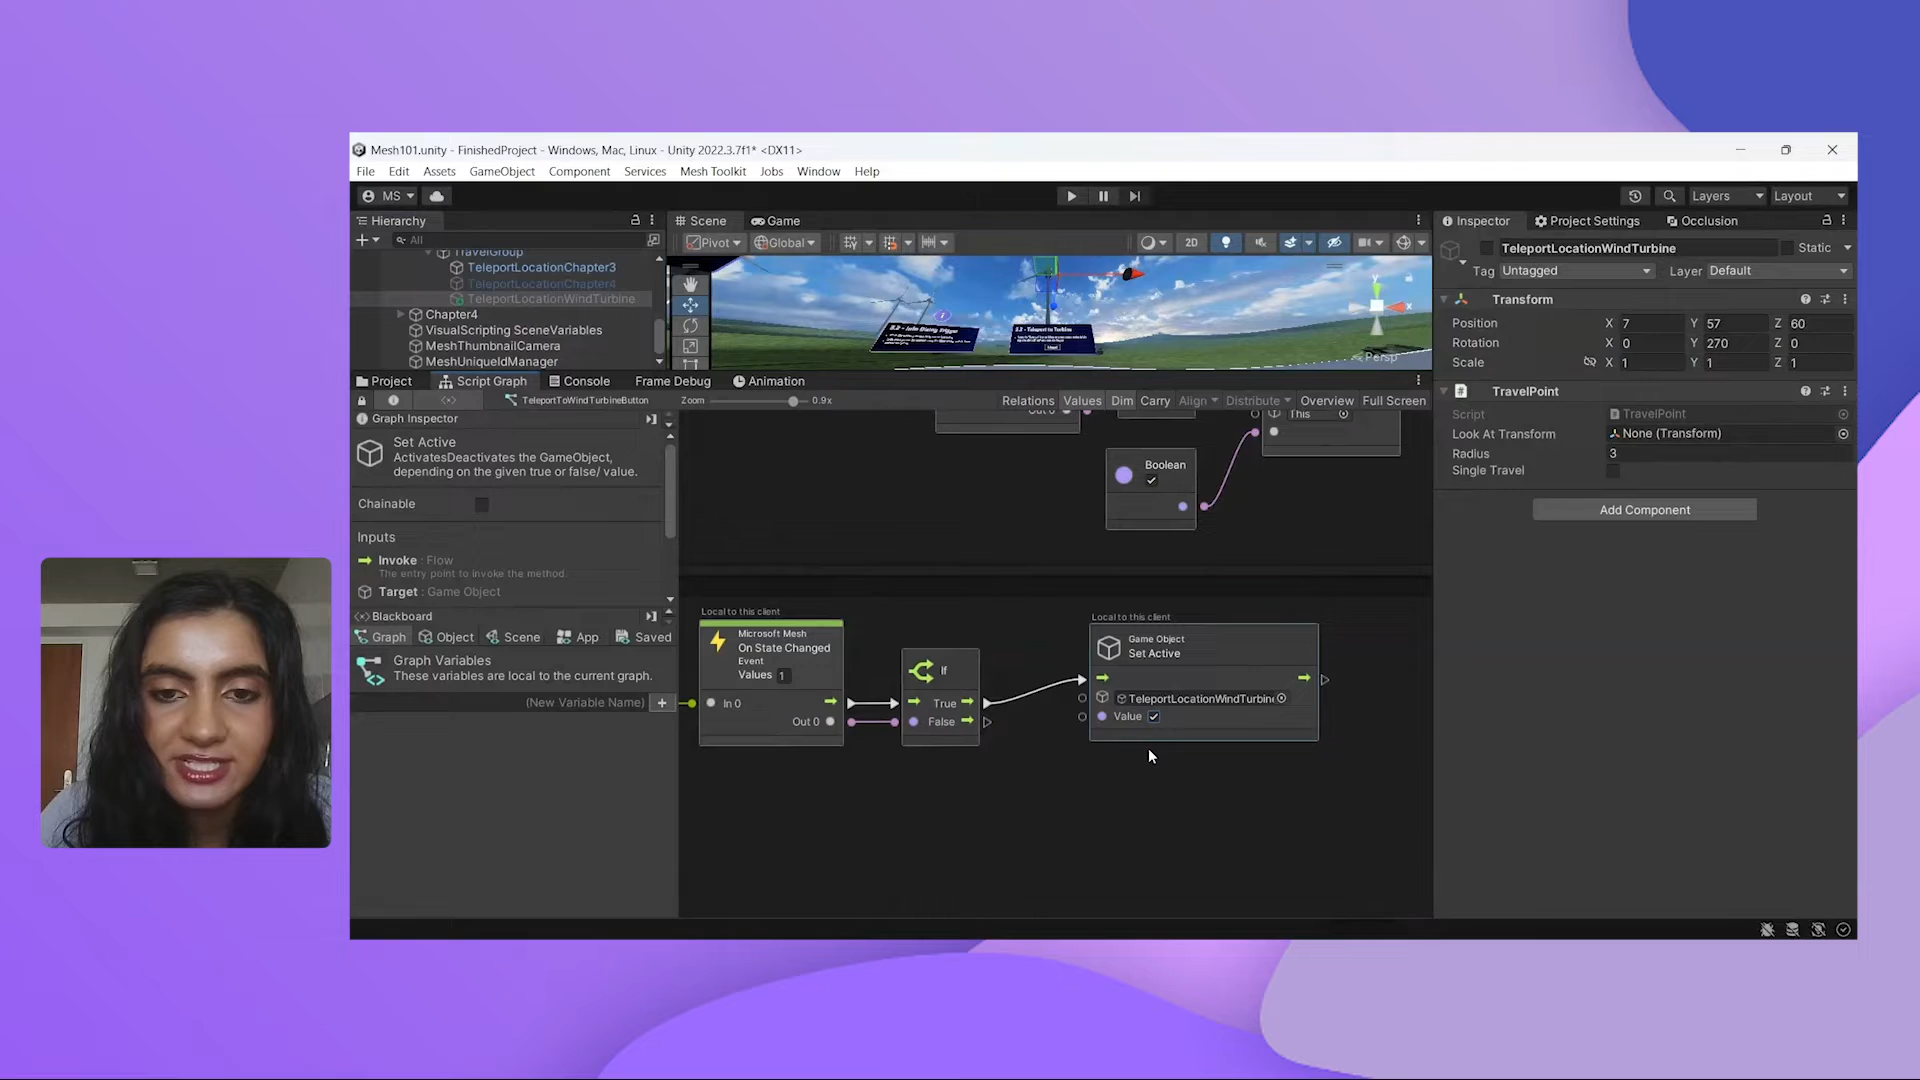 Mesh101.unity - FinishedProject - Windows, Mac, Linux - Unity 2022.3.7f1* <DX11>
File Edit Assets GameObject Component Services Mesh Toolkit Jobs Window Help
MS Layers Layout
Hierarchy
All
TravelGroup
TeleportLocationChapter3
TeleportLocationChapter4
TeleportLocationWindTurbine
Chapter4
VisualScripting SceneVariables
MeshThumbnailCamera
MeshUniqueIdManager
Scene Game
Pivot Global 2D
5.2 - Teleport to Turbine
Persp
Inspector Project Settings Occlusion
TeleportLocationWindTurbine Static
Tag Untagged Layer Default
Transform
Position X 7 Y 57 Z 60
Rotation X 0 Y 270 Z 0
Scale X 1 Y 1 Z 1
TravelPoint
Script TravelPoint
Look At Transform None (Transform)
Radius 3
Single Travel
Add Component
Project Script Graph Console Frame Debug Animation
TeleportToWindTurbineButton Zoom 0.9x Relations Values Dim Carry Align Distribute Overview Full Screen
Graph Inspector
Set Active
ActivatesDeactivates the GameObject,
depending on the given true or false/ value.
Chainable
Inputs
Invoke : Flow
The entry point to invoke the method.
Target : Game Object
Blackboard
Graph Object Scene App Saved
Graph Variables
These variables are local to the current graph.
(New Variable Name)
Out 0
This
Boolean
Local to this client
Microsoft Mesh
On State Changed
Event
Values 1
In 0
Out 0
If
True
False
Local to this client
Game Object
Set Active
TeleportLocationWindTurbin
Value